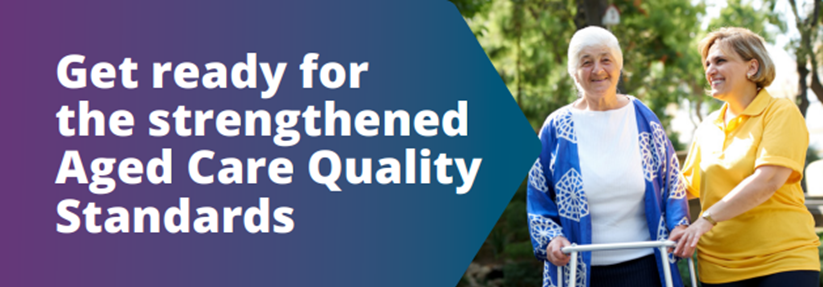 Get ready for
the strengthened
Aged Care Quality
Standards